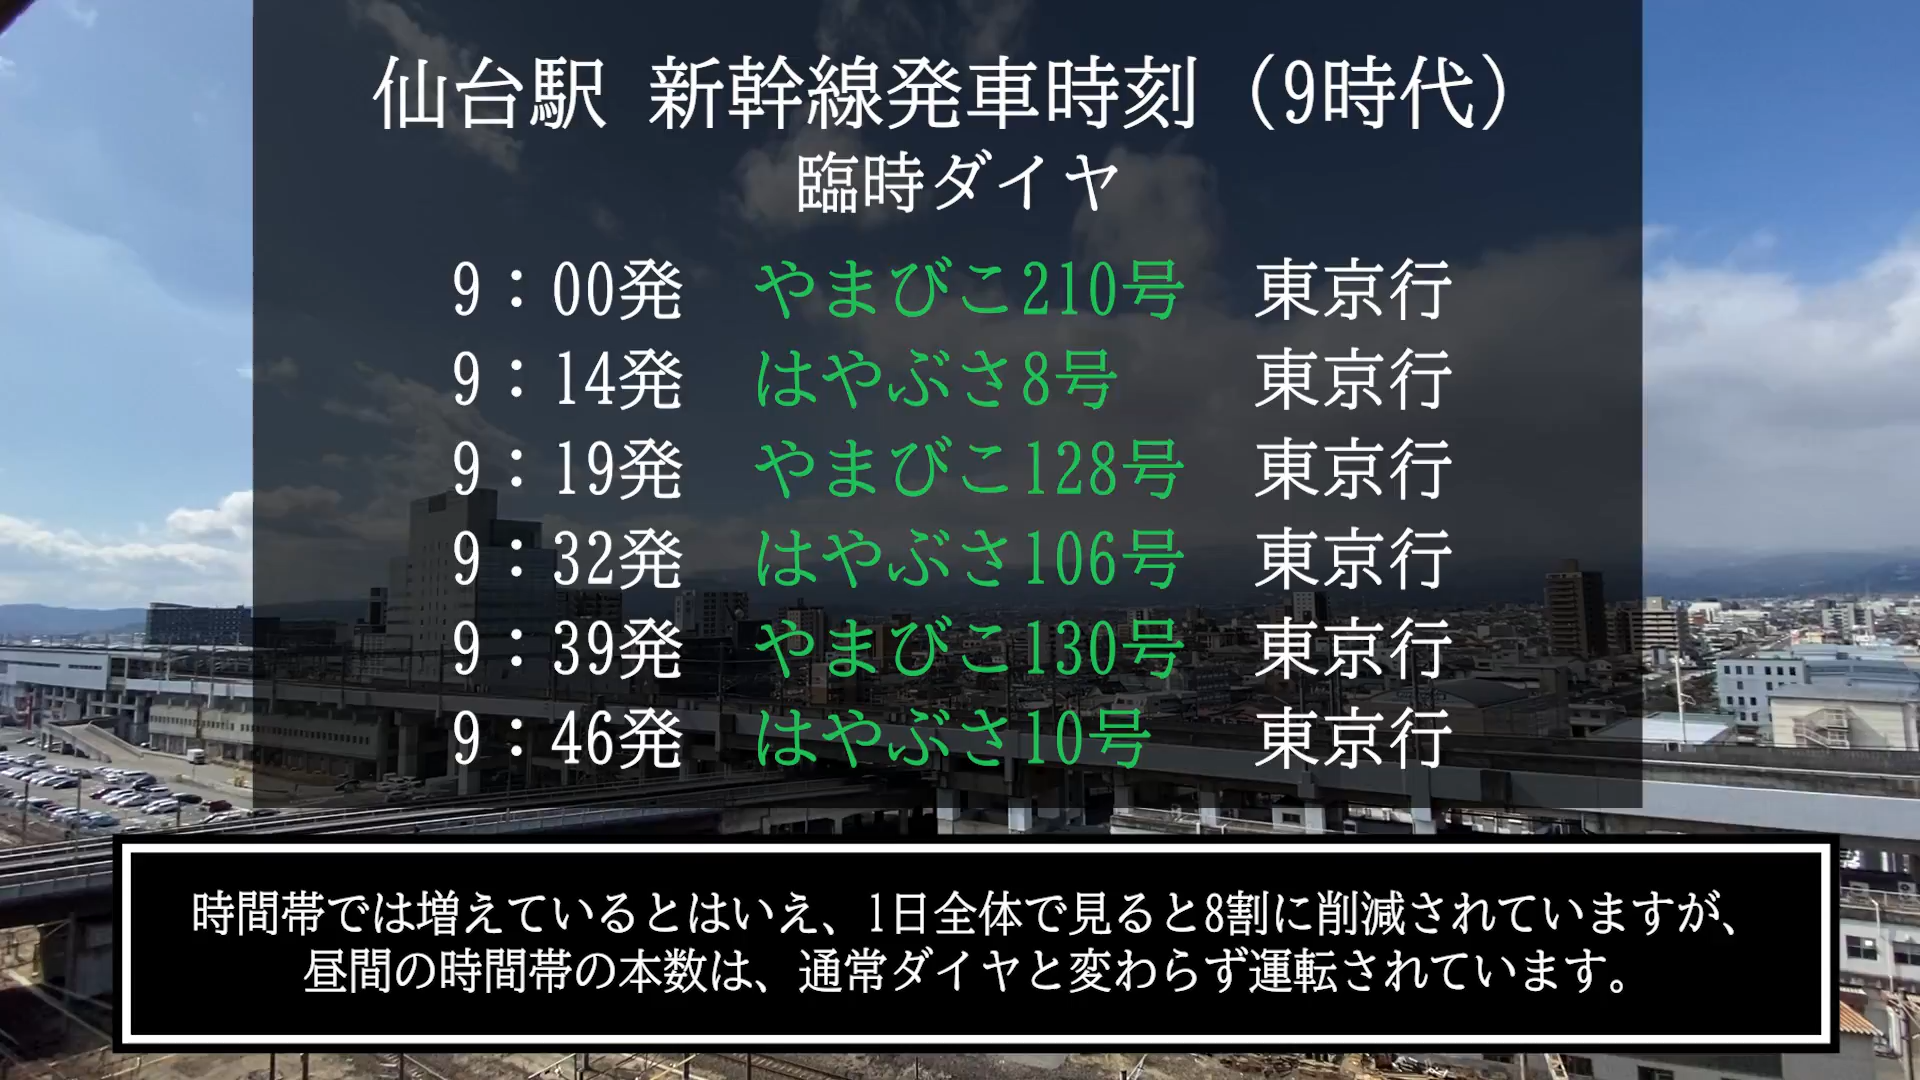 仙台駅 新幹線発車時刻（9時代）
臨時ダイヤ
9：00発 やまびこ210号 東京行
9：14発 はやぶさ8号 東京行
9：19発 やまびこ128号 東京行
9：32発 はやぶさ106号 東京行
9：39発 やまびこ130号 東京行
9：46発 はやぶさ10号 東京行
時間帯では増えているとはいえ、1日全体で見ると8割に削減されていますが、
昼間の時間帯の本数は、通常ダイヤと変わらず運転されています。